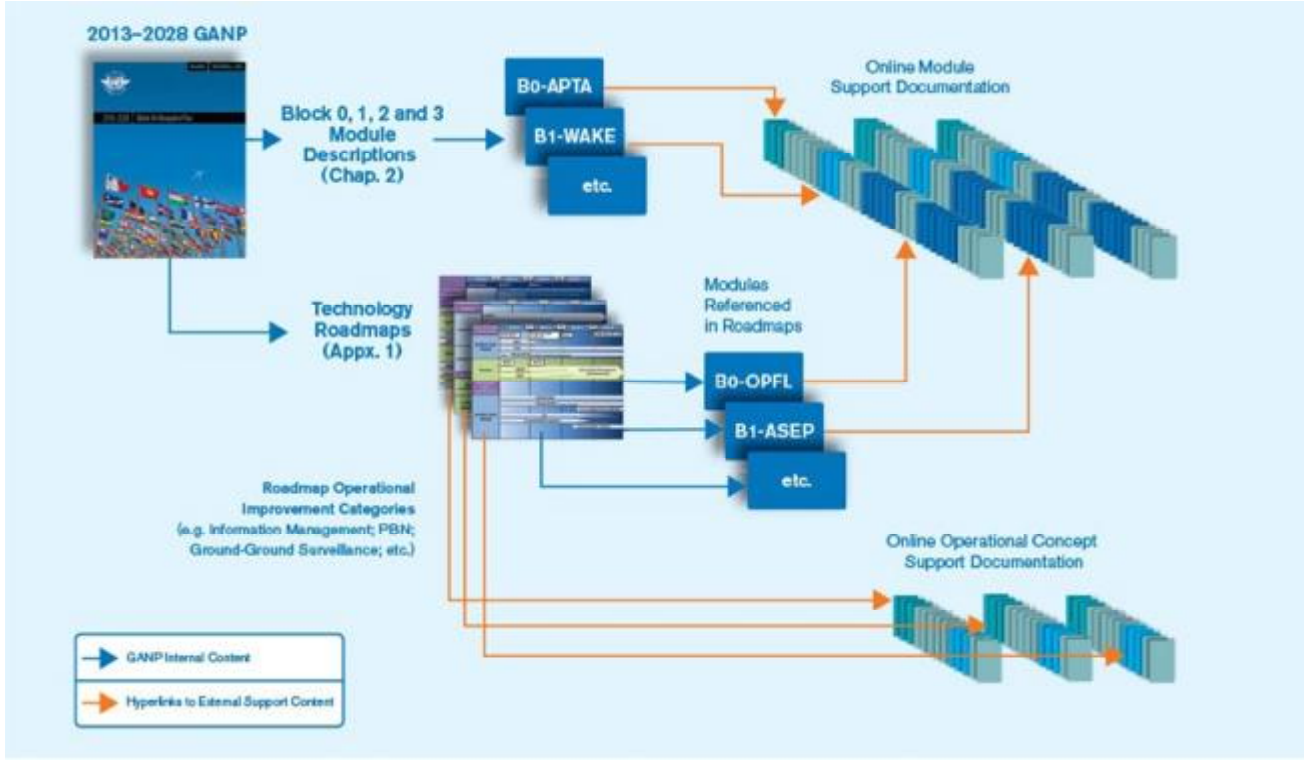 2013–2028 GANP
Block 0, 1, 2 and 3
Module
Descriptions
(Chap. 2)
B0-APTA
B1-WAKE
etc.
Online Module
Support Documentation
Technology
Roadmaps
(Appx. 1)
Modules
Referenced
in Roadmaps
B0-OPFL
B1-ASEP
etc.
Roadmap Operational
Improvement Categories
(e.g. Information Management; PBN;
Ground-Ground Surveillance; etc.)
Online Operational Concept
Support Documentation
GANP Internal Content
Hyperlinks to External Support Content